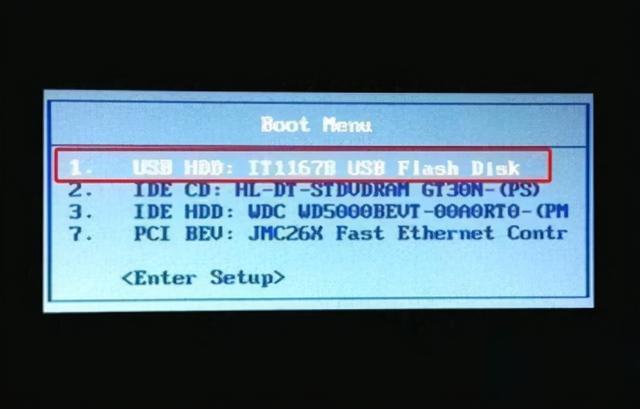 Boot Menu
1. USB HDD: IT1167B USB Flash Disk
2. IDE CD: HL-DT-STDVDRAM GT30N-(PS)
3. IDE HDD: WDC WD5000BEVT-00A0RT0-(PM
7. PCI BEV: JMC26X Fast Ethernet Contr
<Enter Setup>